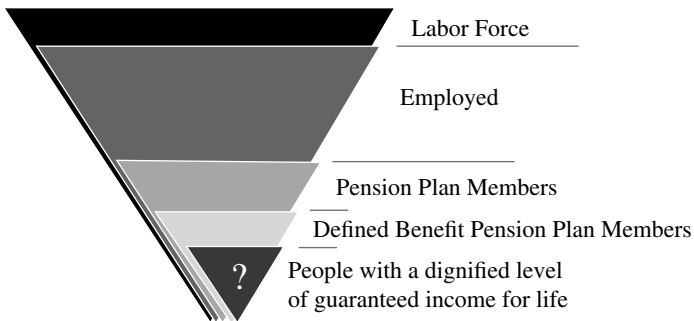 Labor Force
Employed
Pension Plan Members
Defined Benefit Pension Plan Members
?
People with a dignified level
of guaranteed income for life